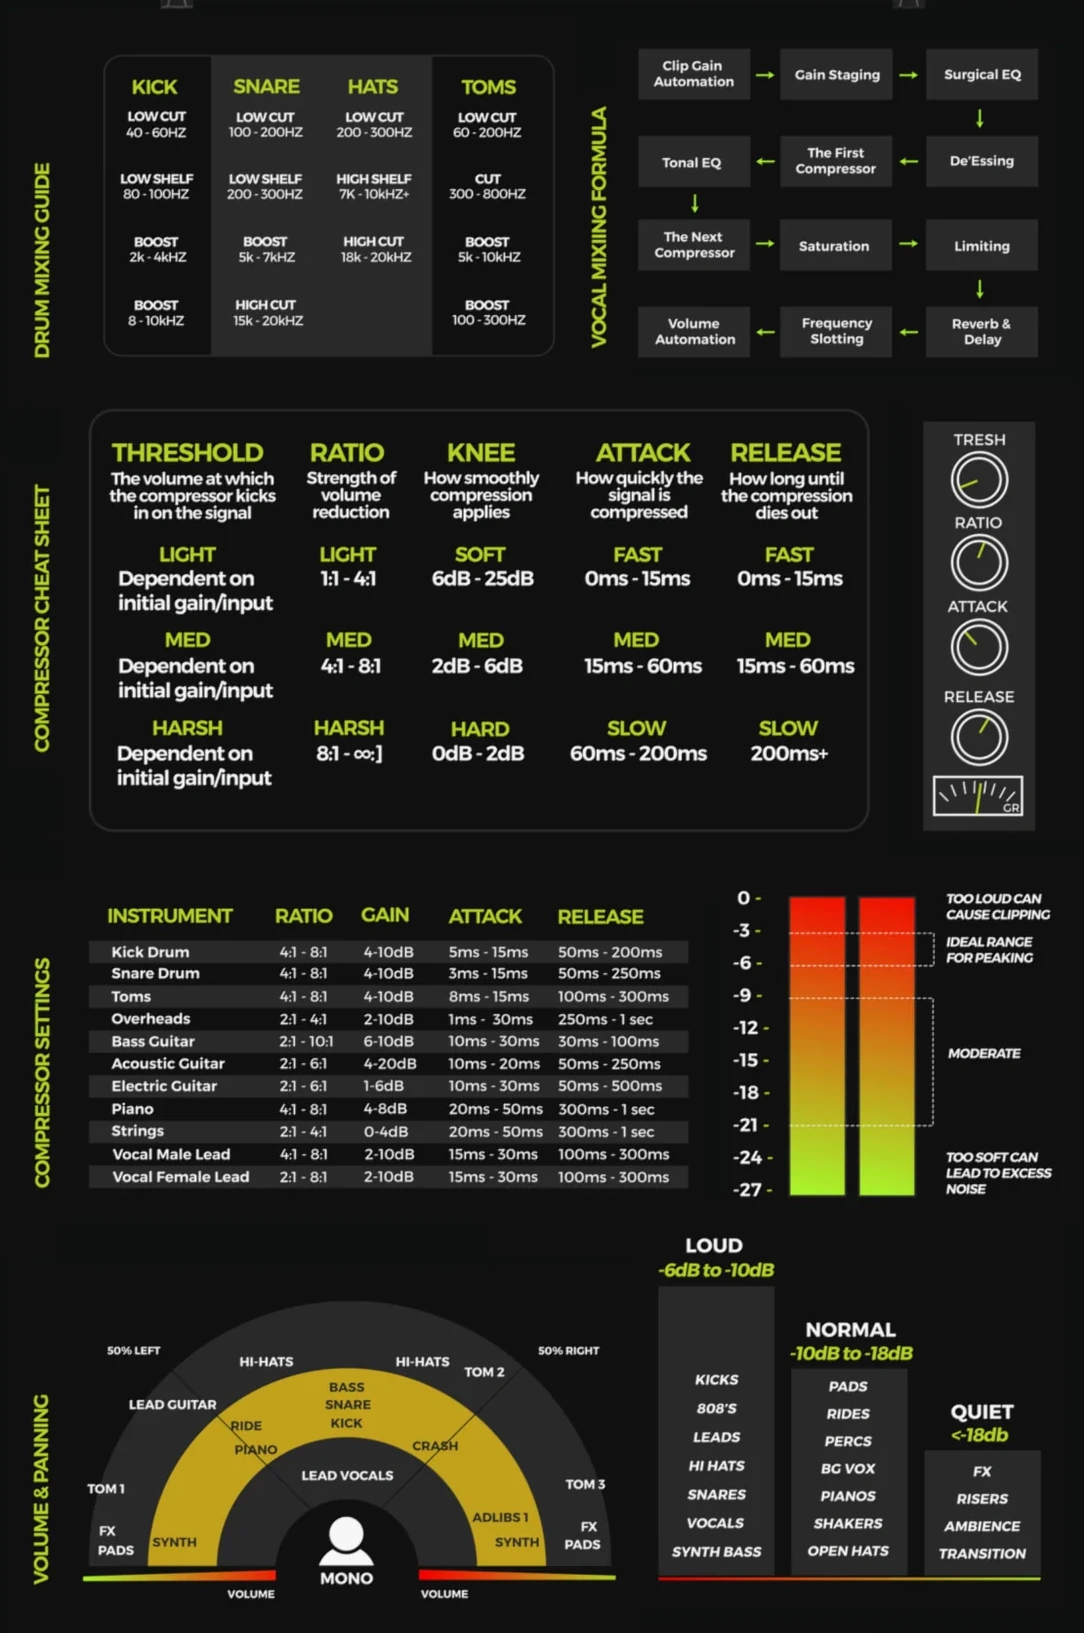 DRUM MIXING GUIDE
KICK SNARE HATS TOMS
LOW CUT LOW CUT LOW CUT LOW CUT
40 - 60HZ 100 - 200HZ 200 - 300HZ 60 - 200HZ
LOW SHELF LOW SHELF HIGH SHELF CUT
80 - 100HZ 200 - 300HZ 7K - 10kHZ+ 300 - 800HZ
BOOST BOOST HIGH CUT BOOST
2k - 4kHZ 5k - 7kHZ 18k - 20kHZ 5k - 10kHZ
BOOST HIGH CUT BOOST
8 - 10kHZ 15k - 20kHZ 100 - 300HZ
VOCAL MIXIING FORMULA
Clip Gain
Automation
Gain Staging
Surgical EQ
Tonal EQ
The First
Compressor
De'Essing
The Next
Compressor
Saturation
Limiting
Volume
Automation
Frequency
Slotting
Reverb &
Delay
COMPRESSOR CHEAT SHEET
THRESHOLD RATIO KNEE ATTACK RELEASE
The volume at which Strength of How smoothly How quickly the How long until
the compressor kicks volume compression signal is the compression
in on the signal reduction applies compressed dies out
LIGHT LIGHT SOFT FAST FAST
Dependent on 1:1 - 4:1 6dB - 25dB 0ms - 15ms 0ms - 15ms
initial gain/input
MED MED MED MED MED
Dependent on 4:1 - 8:1 2dB - 6dB 15ms - 60ms 15ms - 60ms
initial gain/input
HARSH HARSH HARD SLOW SLOW
Dependent on 8:1 - ∞:] 0dB - 2dB 60ms - 200ms 200ms+
initial gain/input
TRESH
RATIO
ATTACK
RELEASE
GR
COMPRESSOR SETTINGS
INSTRUMENT RATIO GAIN ATTACK RELEASE
Kick Drum 4:1 - 8:1 4-10dB 5ms - 15ms 50ms - 200ms
Snare Drum 4:1 - 8:1 4-10dB 3ms - 15ms 50ms - 250ms
Toms 4:1 - 8:1 4-10dB 8ms - 15ms 100ms - 300ms
Overheads 2:1 - 4:1 2-10dB 1ms - 30ms 250ms - 1 sec
Bass Guitar 2:1 - 10:1 6-10dB 10ms - 30ms 30ms - 100ms
Acoustic Guitar 2:1 - 6:1 4-20dB 10ms - 20ms 50ms - 250ms
Electric Guitar 2:1 - 6:1 1-6dB 10ms - 30ms 50ms - 500ms
Piano 4:1 - 8:1 4-8dB 20ms - 50ms 300ms - 1 sec
Strings 2:1 - 4:1 0-4dB 20ms - 50ms 300ms - 1 sec
Vocal Male Lead 4:1 - 8:1 2-10dB 15ms - 30ms 100ms - 300ms
Vocal Female Lead 2:1 - 8:1 2-10dB 15ms - 30ms 100ms - 300ms
0 -
-3 -
-6 -
-9 -
-12 -
-15 -
-18 -
-21 -
-24 -
-27 -
TOO LOUD CAN
CAUSE CLIPPING
IDEAL RANGE
FOR PEAKING
MODERATE
TOO SOFT CAN
LEAD TO EXCESS
NOISE
VOLUME & PANNING
50% LEFT 50% RIGHT
HI-HATS HI-HATS
TOM 2
LEAD GUITAR
BASS
SNARE
KICK
RIDE
PIANO
CRASH
LEAD VOCALS
TOM 1 TOM 3
ADLIBS 1
FX FX
PADS PADS
SYNTH SYNTH
MONO
VOLUME VOLUME
LOUD
-6dB to -10dB
KICKS
808'S
LEADS
HI HATS
SNARES
VOCALS
SYNTH BASS
NORMAL
-10dB to -18dB
PADS
RIDES
PERCS
BG VOX
PIANOS
SHAKERS
OPEN HATS
QUIET
<-18db
FX
RISERS
AMBIENCE
TRANSITION